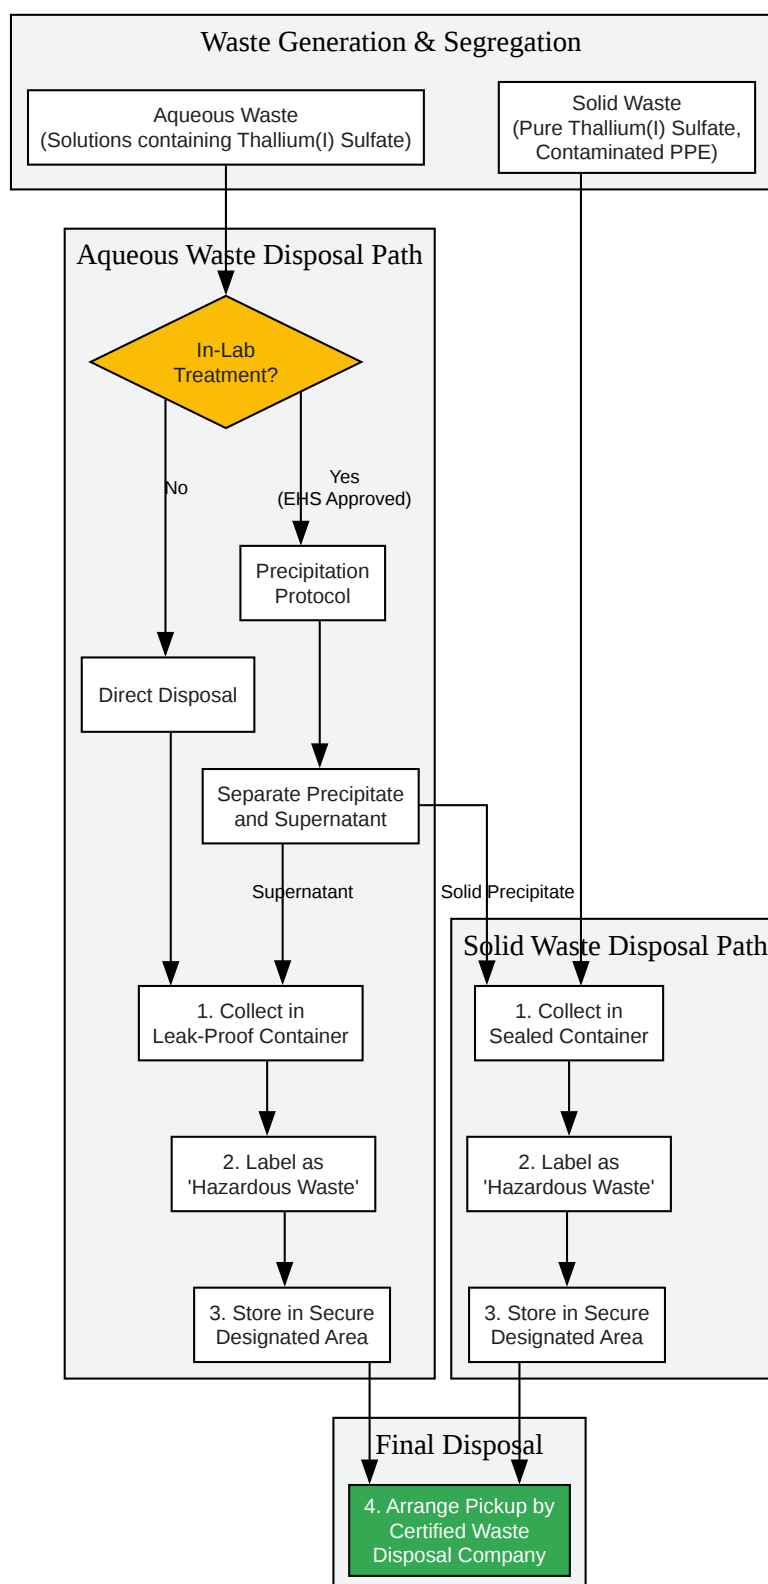 Waste Generation & Segregation
Aqueous Waste
(Solutions containing Thallium(I) Sulfate)
Solid Waste
(Pure Thallium(I) Sulfate,
Contaminated PPE)
Aqueous Waste Disposal Path
In-Lab
Treatment?
No
Yes
(EHS Approved)
Precipitation
Protocol
Direct Disposal
Separate Precipitate
and Supernatant
Supernatant
Solid Precipitate
Solid Waste Disposal Path
1. Collect in
Leak-Proof Container
1. Collect in
Sealed Container
2. Label as
'Hazardous Waste'
2. Label as
'Hazardous Waste'
3. Store in Secure
Designated Area
3. Store in Secure
Designated Area
Final Disposal
4. Arrange Pickup by
Certified Waste
Disposal Company